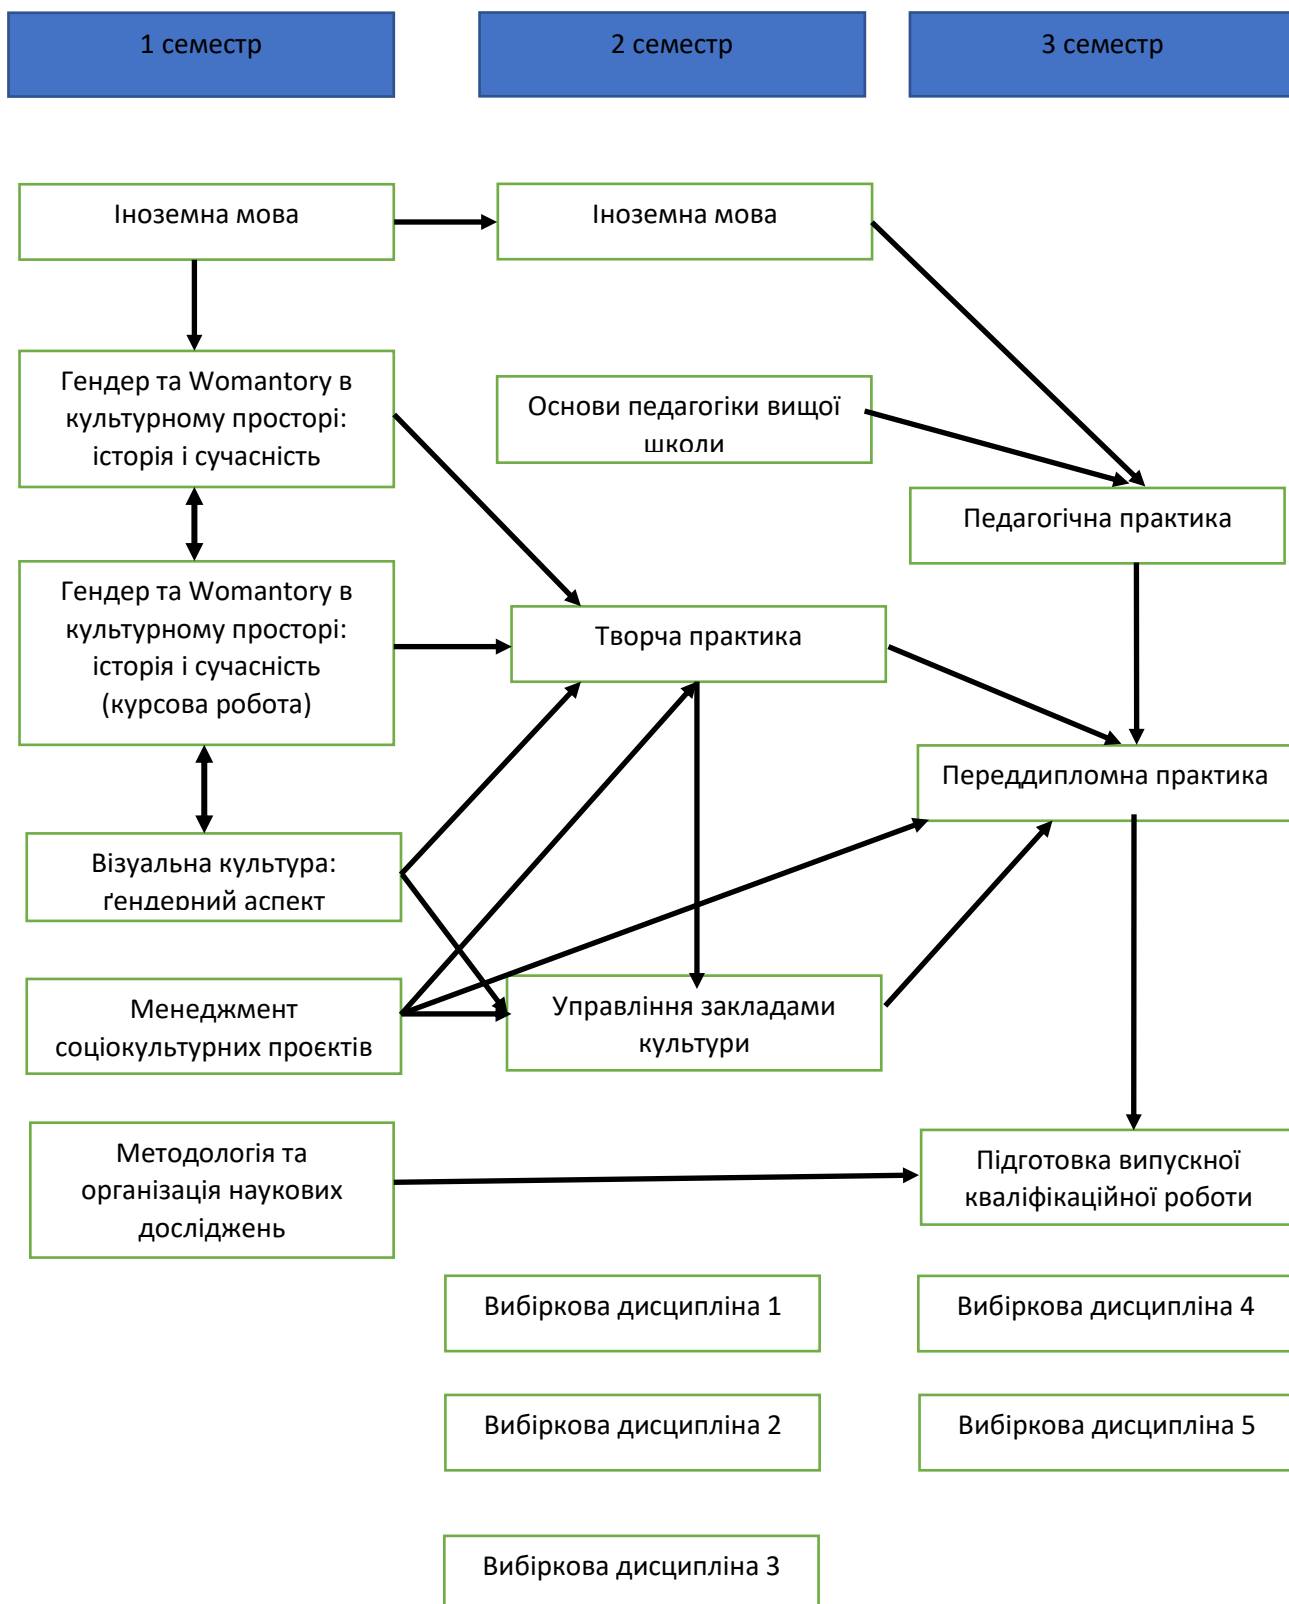 1 семестр
2 семестр
3 семестр
Іноземна мова
Іноземна мова
Гендер та Womantory в
культурному просторі:
історія і сучасність
Основи педагогіки вищої
школи
Педагогічна практика
Гендер та Womantory в
культурному просторі:
історія і сучасність
(курсова робота)
Творча практика
Переддипломна практика
Візуальна культура:
ґендерний аспект
Менеджмент
соціокультурних проєктів
Управління закладами
культури
Методологія та
організація наукових
досліджень
Підготовка випускної
кваліфікаційної роботи
Вибіркова дисципліна 1
Вибіркова дисципліна 4
Вибіркова дисципліна 2
Вибіркова дисципліна 5
Вибіркова дисципліна 3